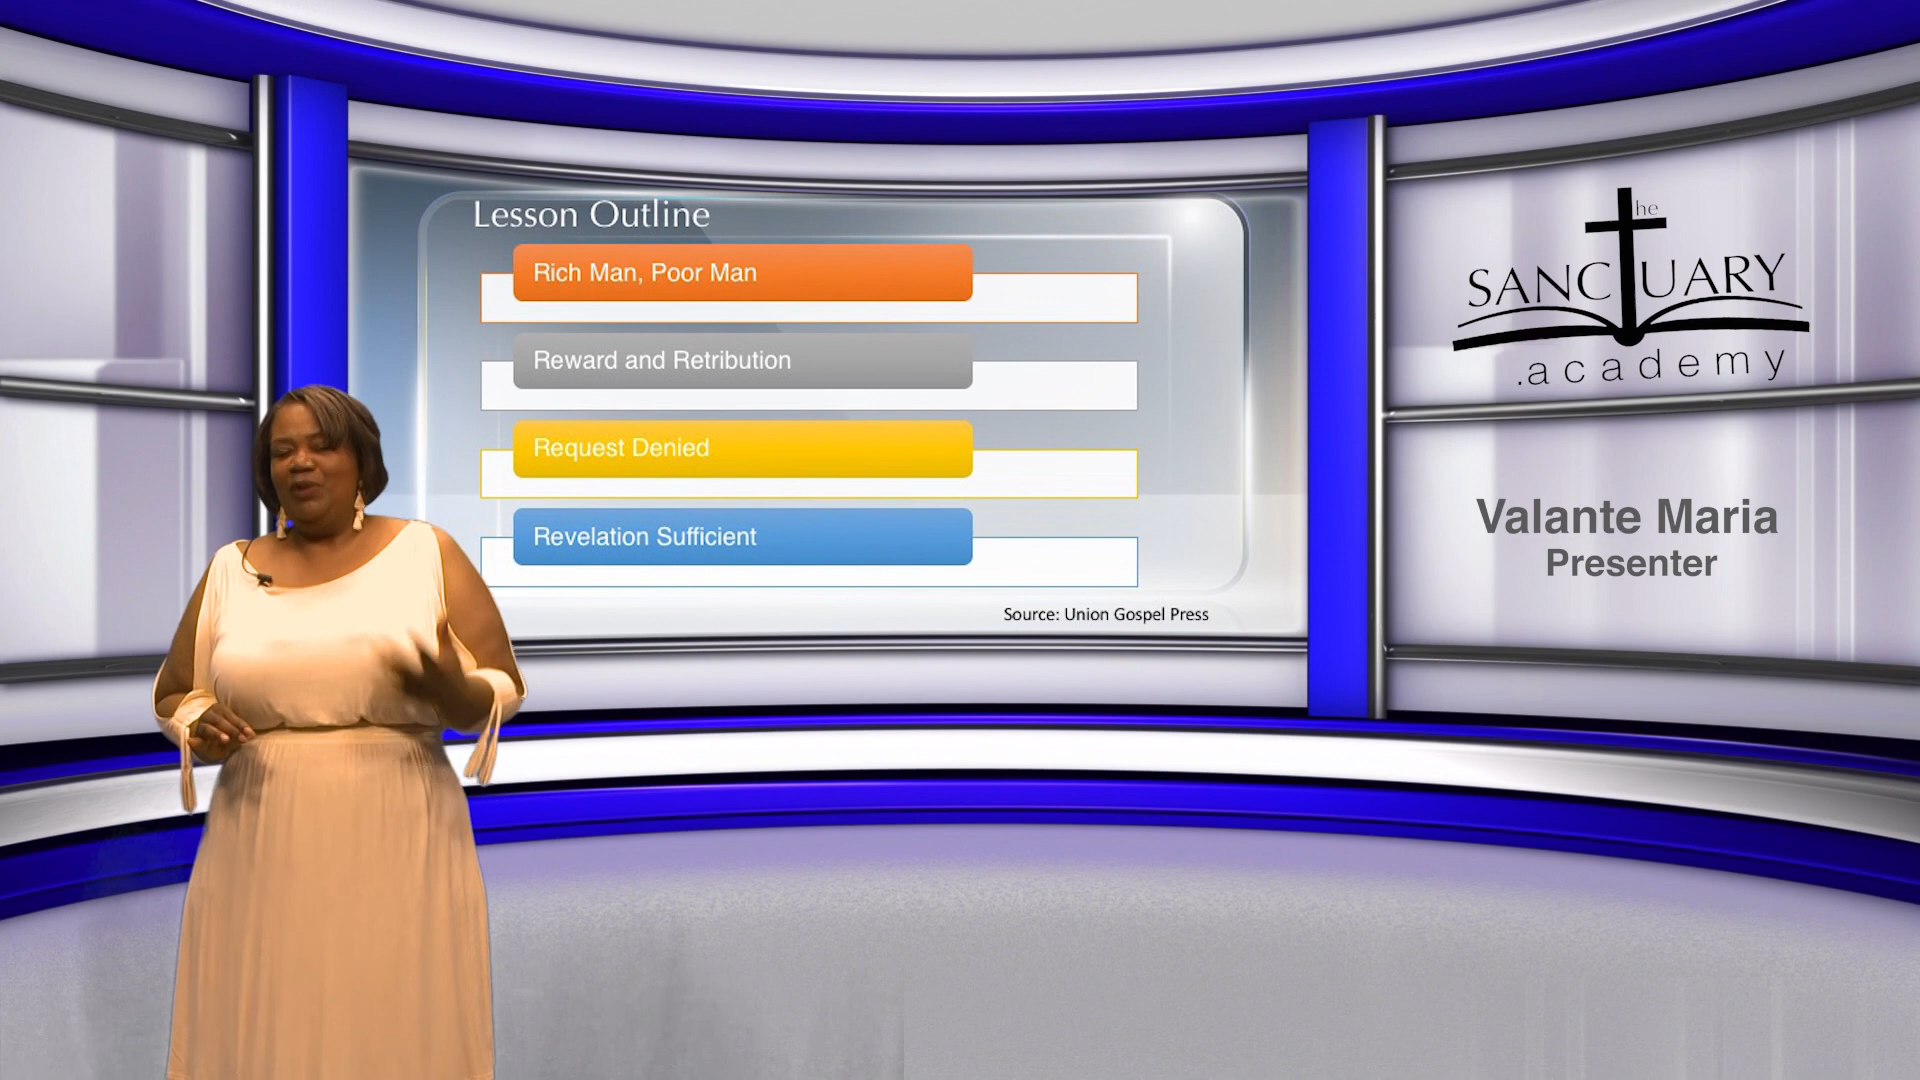 Lesson Outline
Rich Man, Poor Man
Reward and Retribution
Request Denied
Revelation Sufficient
Source: Union Gospel Press
The
SANCTUARY
.academy
Valante Maria
Presenter